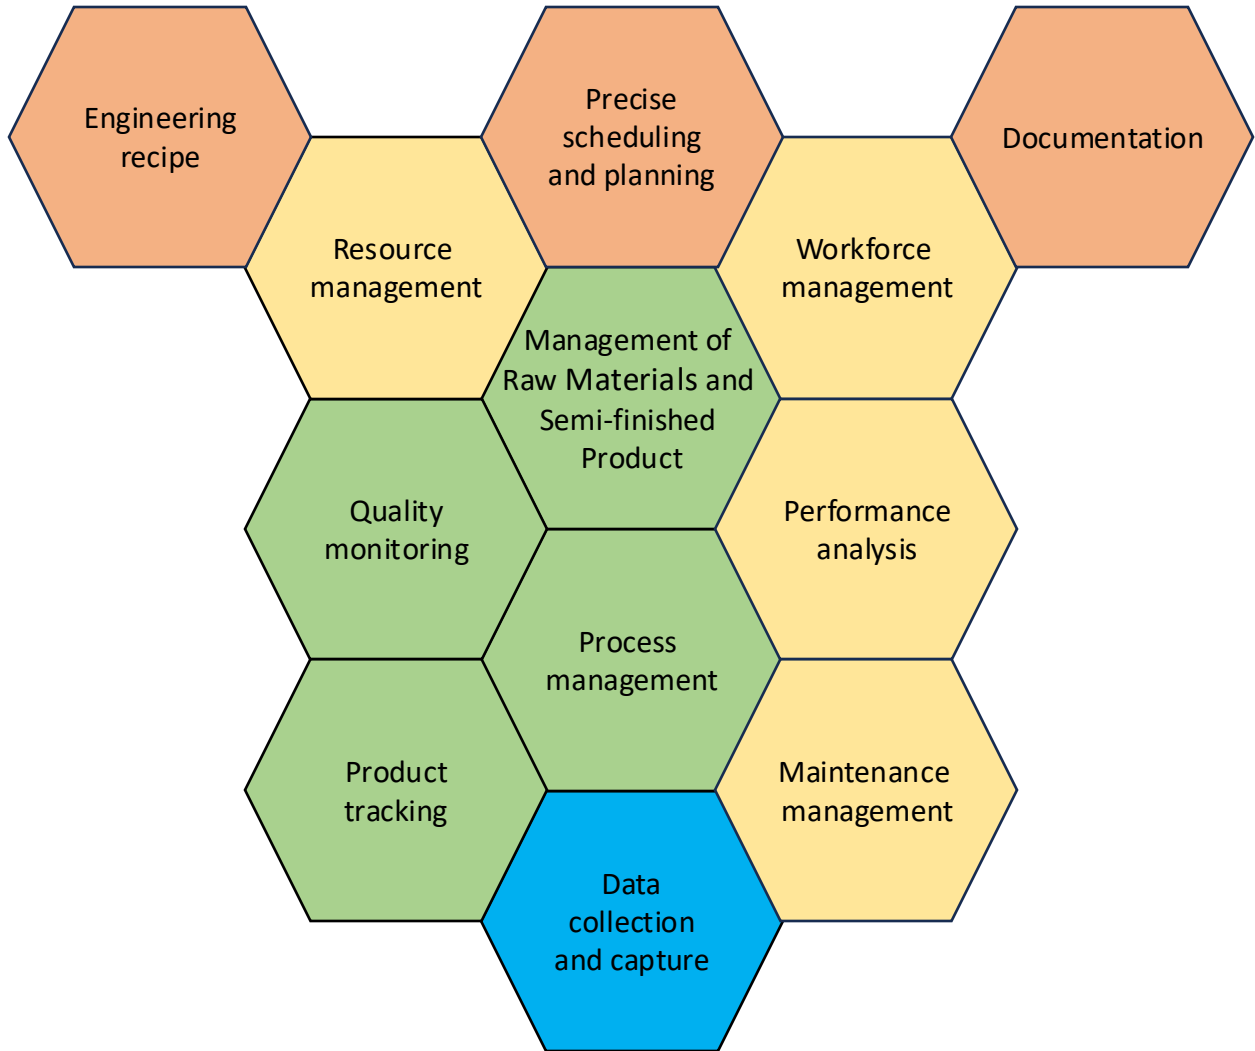 Engineering
recipe
Precise
scheduling
and planning
Documentation
Resource
management
Workforce
management
Management of
Raw Materials and
Semi-finished
Product
Quality
monitoring
Performance
analysis
Process
management
Product
tracking
Maintenance
management
Data
collection
and capture